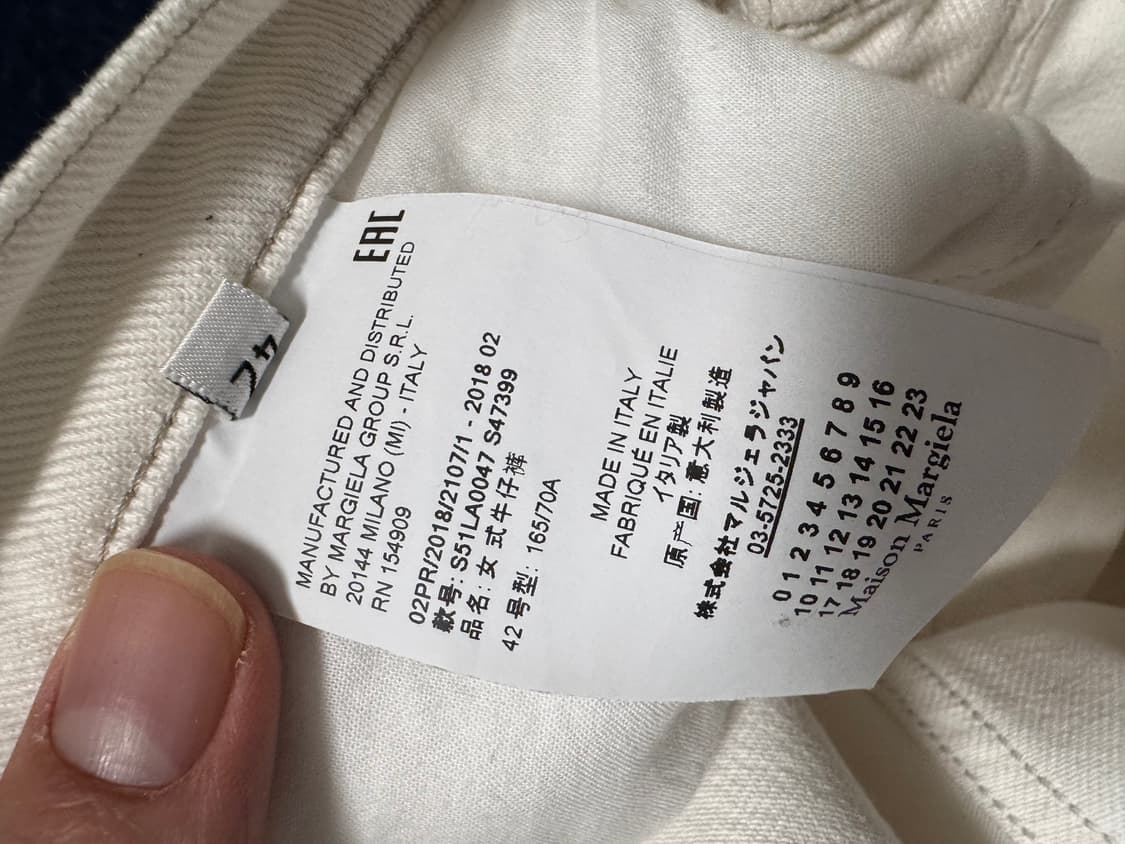 EAC
MANUFACTURED AND DISTRIBUTED
BY MARGIELA GROUP S.R.L.
20144 MILANO (MI) - ITALY
RN 154909
02PR/2018/2107/1 - 2018 02
款号: S51LA0047 S47399
品名: 女 式 牛 仔 裤
42 号型: 165/70A
MADE IN ITALY
FABRIQUÉ EN ITALIE
イタリア製
原产国: 意大利製造
株式会社マルジェラジャパン
03-5725-2333
0 1 2 3 4 5 6 7 8 9
10 11 12 13 14 15 16
17 18 19 20 21 22 23
Maison Margiela
PARIS